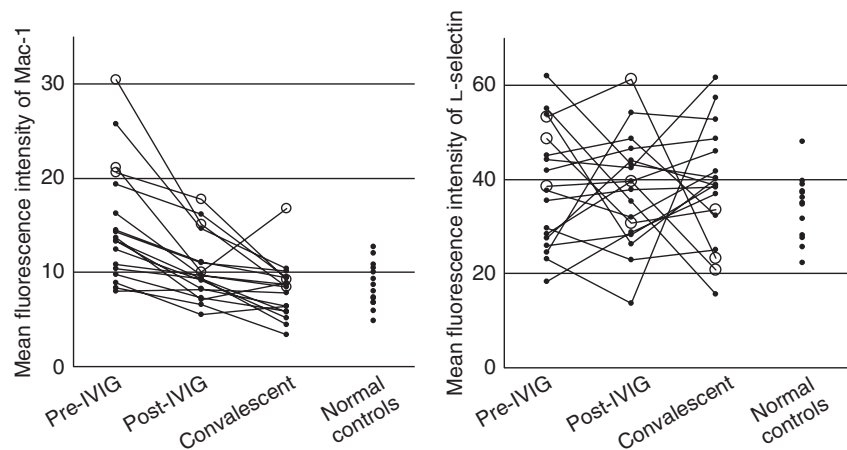 Mean fluorescence intensity of Mac-1
30
20
10
0
Pre-IVIG
Post-IVIG
Convalescent
Normal
controls
Mean fluorescence intensity of L-selectin
60
40
20
0
Pre-IVIG
Post-IVIG
Convalescent
Normal
controls